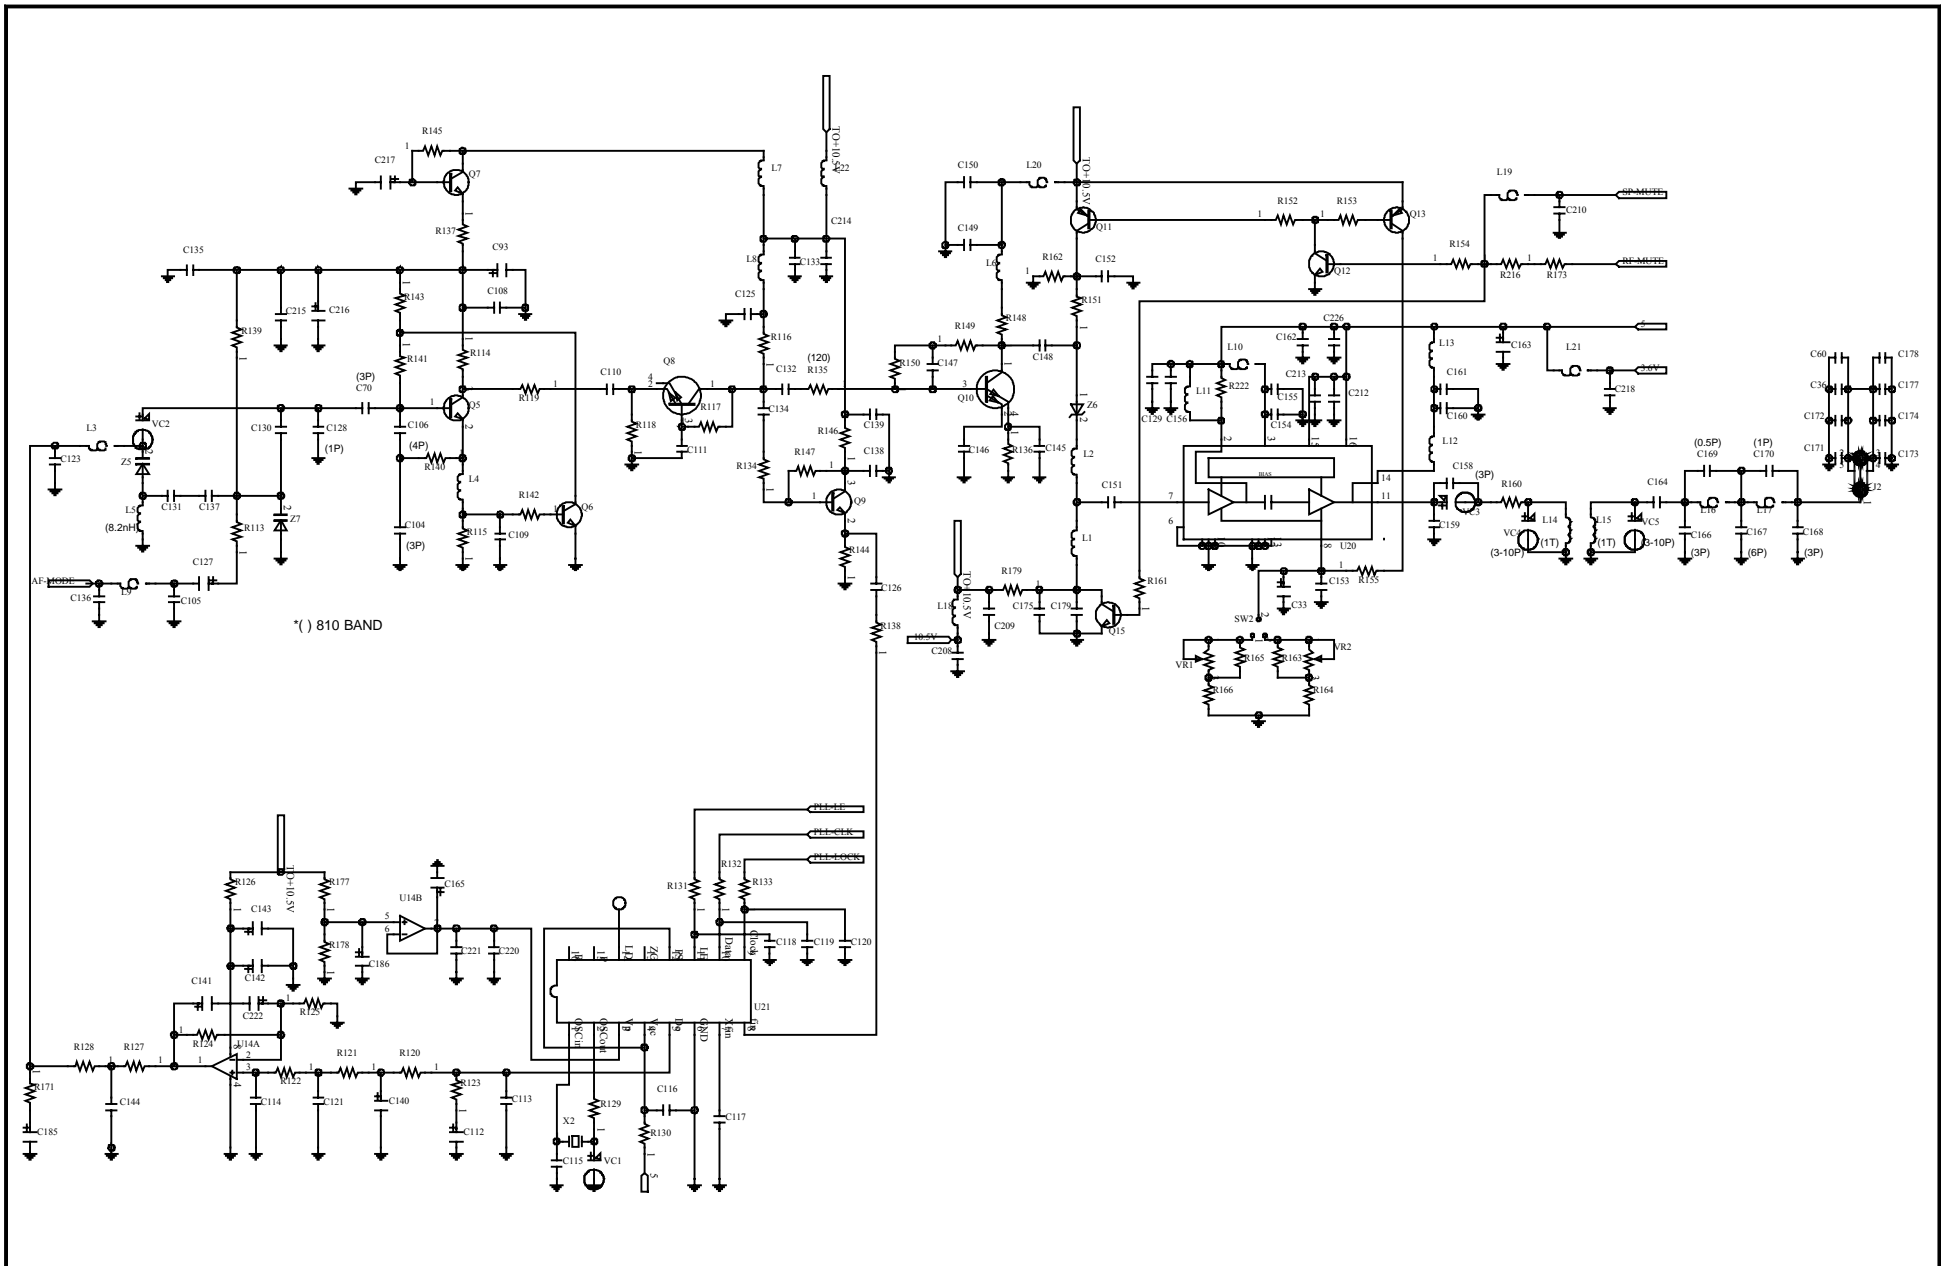 R145
C217
Q7
R137
L7
TO+10.5V
L22
C214
C150
L20
TO+10.5V
C149
L6
Q11
R152
R153
Q13
L19
SP-MUTE
C210
R154
Q12
R216
R173
RF-MUTE
C135
C93
C108
C215
C216
R143
R139
R141
R114
L8
C133
C125
R116
R162
C152
R151
R148
R149
C148
R150
C147
C226
C162
L10
L13
C163
L21
5
3.6V
C218
C60
C178
C36
C177
C172
C174
C171
C173
J2
(3P)
C70
Q5
R119
C110
Q8
R117
R118
C111
C132
(120)
R135
C134
R134
R146
C139
R147
C138
Q9
R144
C126
R138
Q10
C146
R136
C145
Z6
L2
C151
L1
C129
C156
L11
R222
C213
C155
C154
C212
C161
C160
L12
BIAS
U20
C158
(3P)
VC3
C159
R160
VC4
(3-10P)
L14
(1T)
L15
(1T)
VC5
(3-10P)
C164
(0.5P)
C169
(1P)
C170
L16
L17
C166
(3P)
C167
(6P)
C168
(3P)
L3
C123
VC2
Z5
C130
C128
(1P)
C106
(4P)
R140
L4
R142
Q6
C104
(3P)
R115
C109
L5
(8.2nH)
C131
C137
R113
Z7
C127
AF-MODE
C136
L9
C105
*( ) 810 BAND
TO+10.5V
L18
R179
C175
C179
Q15
R161
C209
10.5V
C208
C33
C153
R155
SW2
VR1
R165
R163
VR2
R166
R164
PLL-LE
PLL-CLK
PLL-LOCK
R131
R132
R133
C118
C119
C120
R126
TO+10.5V
R177
C143
R178
C142
C186
U14B
C165
C221
C220
C141
C222
R125
R124
U14A
R128
R127
R122
R121
R120
R123
R171
C185
C144
C114
C121
C140
C112
C113
Data
Clock
U21
OSCin
OSCout
Vcc
Do
GND
R129
X2
C115
VC1
R130
5
C116
C117